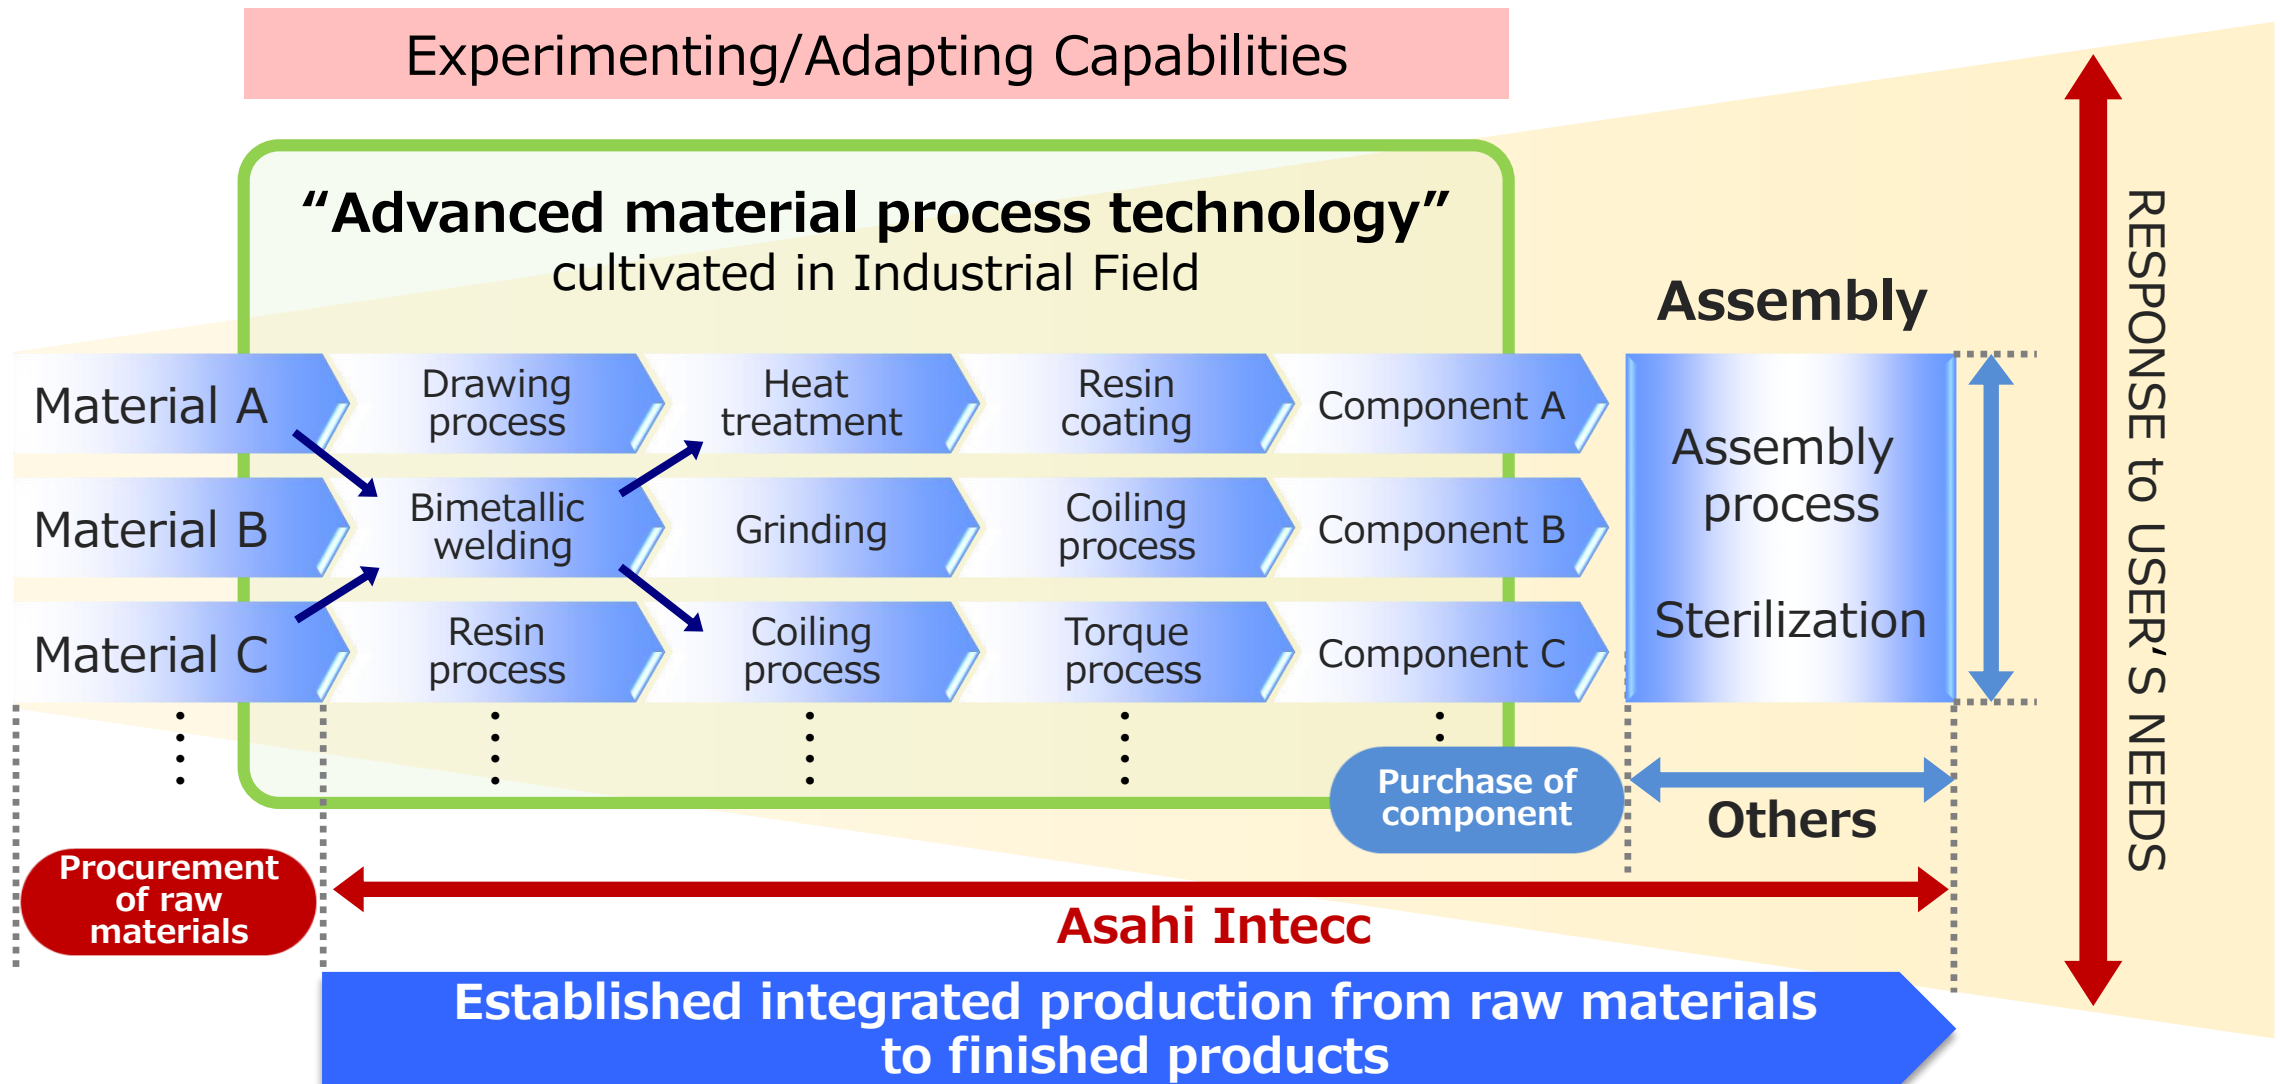 Experimenting/Adapting Capabilities
“Advanced material process technology”
cultivated in Industrial Field
Assembly
Material A
Drawing
process
Heat
treatment
Resin
coating
Component A
Material B
Bimetallic
welding
Grinding
Coiling
process
Component B
Material C
Resin
process
Coiling
process
Torque
process
Component C
Assembly
process
Sterilization
RESPONSE to USER‘S NEEDS
Purchase of
component
Others
Procurement
of raw
materials
Asahi Intecc
Established integrated production from raw materials
to finished products